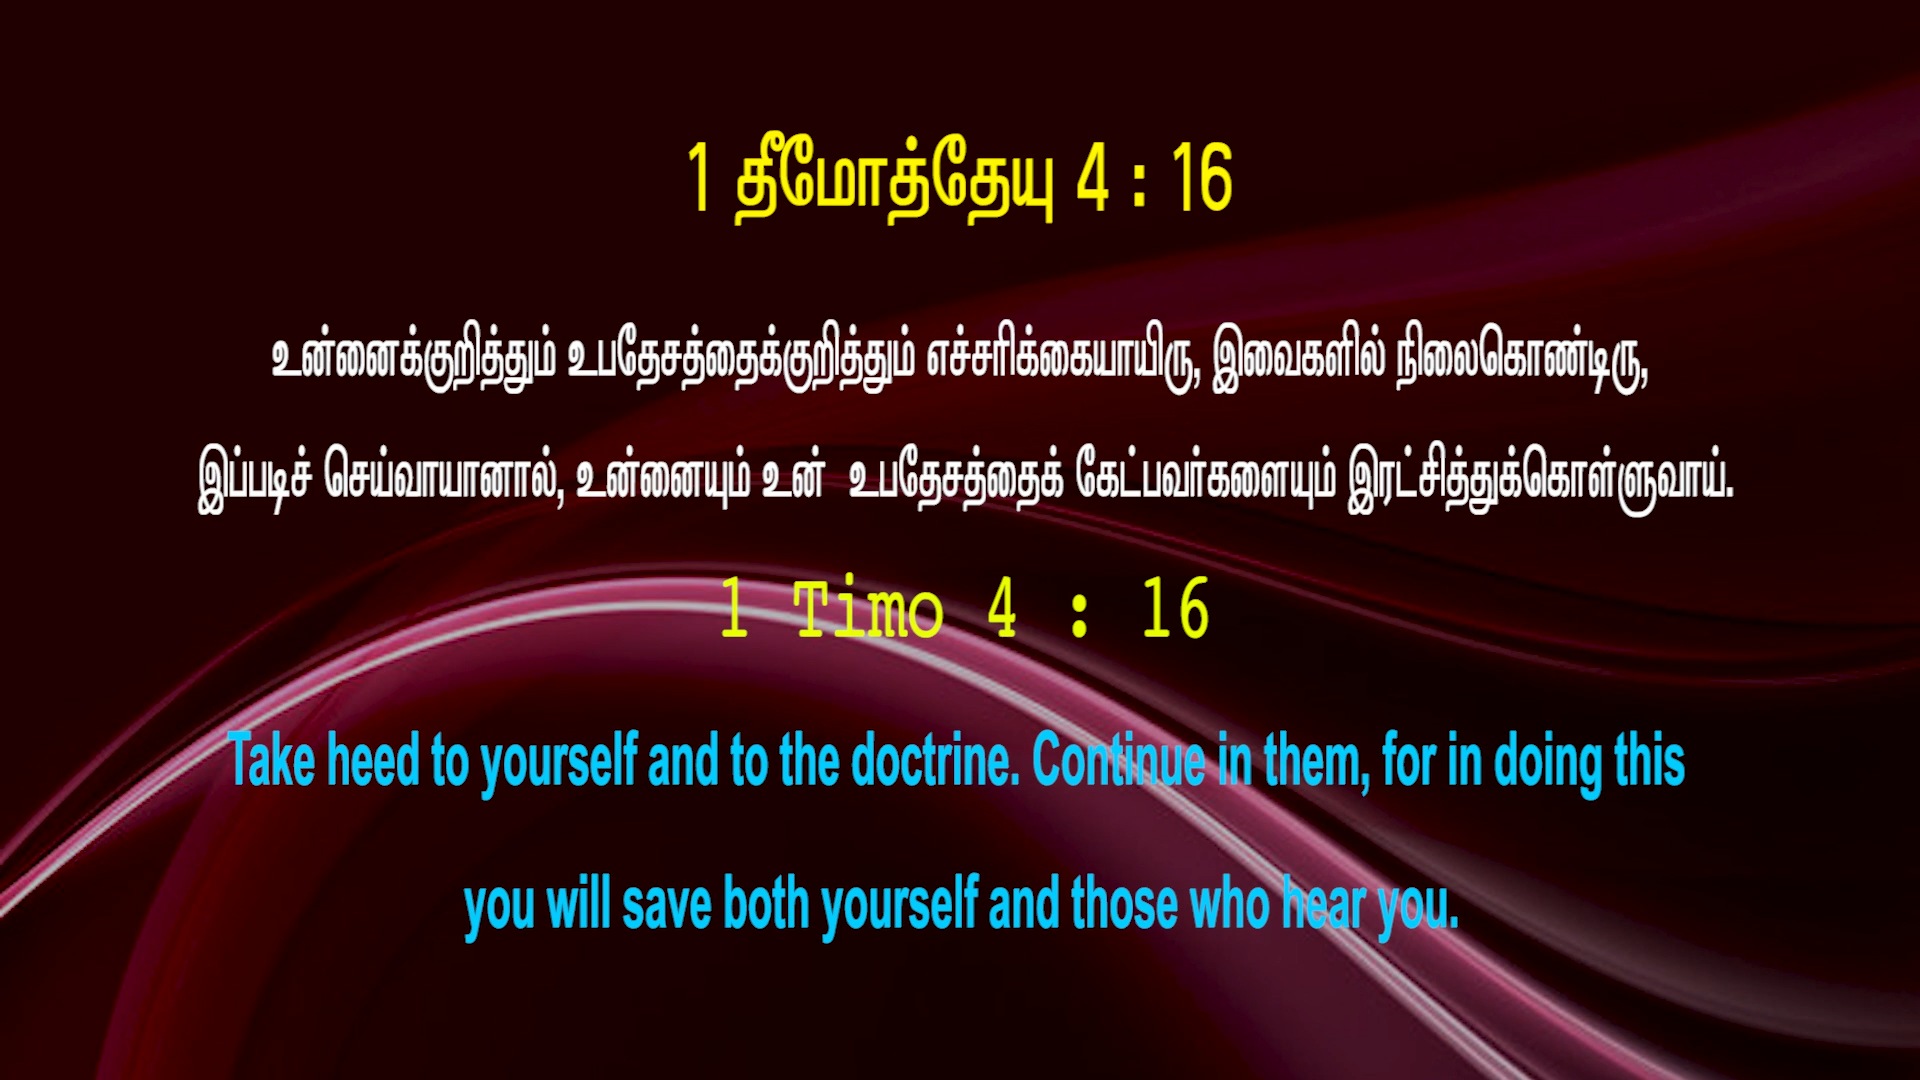 1 தீமோத்தேயு 4 : 16
உன்னைக்குறித்தும் உபதேசத்தைக்குறித்தும் எச்சரிக்கையாயிரு, இவைகளில் நிலைகொண்டிரு,
இப்படிச் செய்வாயானால், உன்னையும் உன் உபதேசத்தைக் கேட்பவர்களையும் இரட்சித்துக்கொள்ளுவாய்.
1 Timo 4 : 16
Take heed to yourself and to the doctrine. Continue in them, for in doing this
you will save both yourself and those who hear you.